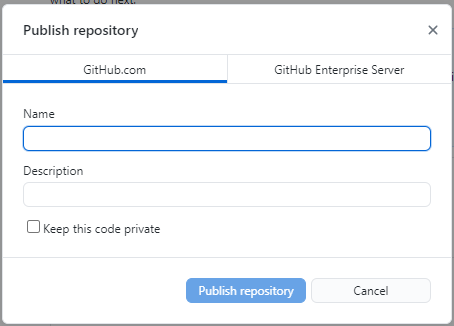 what to do next.
Publish repository
GitHub.com
GitHub Enterprise Server
Name
Description
Keep this code private
Publish repository
Cancel